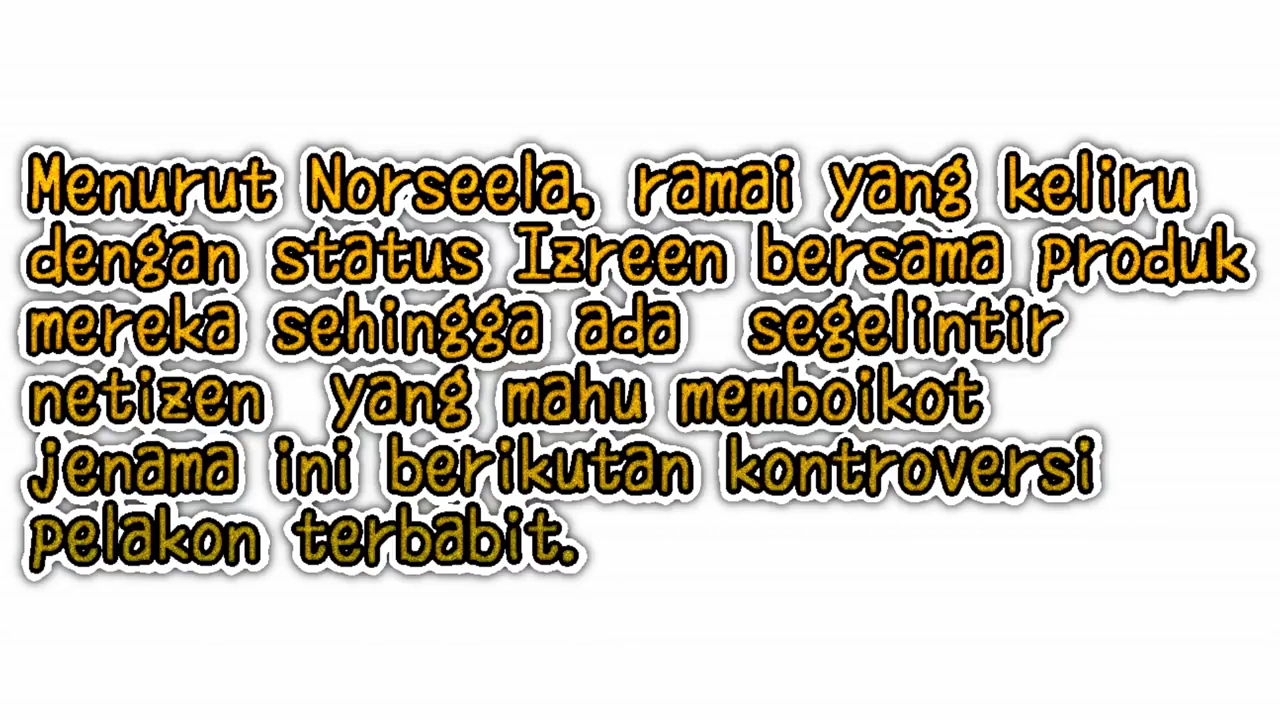 Menurut Norseela, ramai yang keliru
dengan status Izreen bersama produk
mereka sehingga ada segelintir
netizen yang mahu memboikot
jenama ini berikutan kontroversi
pelakon terbabit.